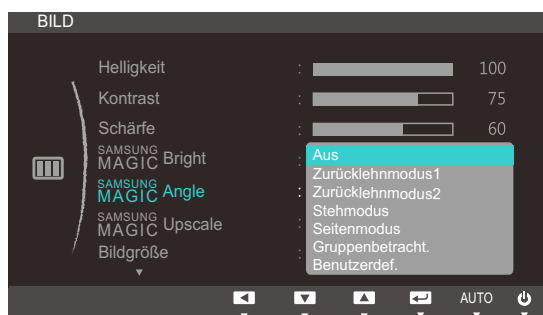 BILD
Helligkeit : 100
Kontrast : 75
Schärfe : 60
SAMSUNG MAGIC Bright :
SAMSUNG MAGIC Angle :
SAMSUNG MAGIC Upscale :
Bildgröße :
Aus
Zurücklehnmodus1
Zurücklehnmodus2
Stehmodus
Seitenmodus
Gruppenbetracht.
Benutzerdef.
AUTO